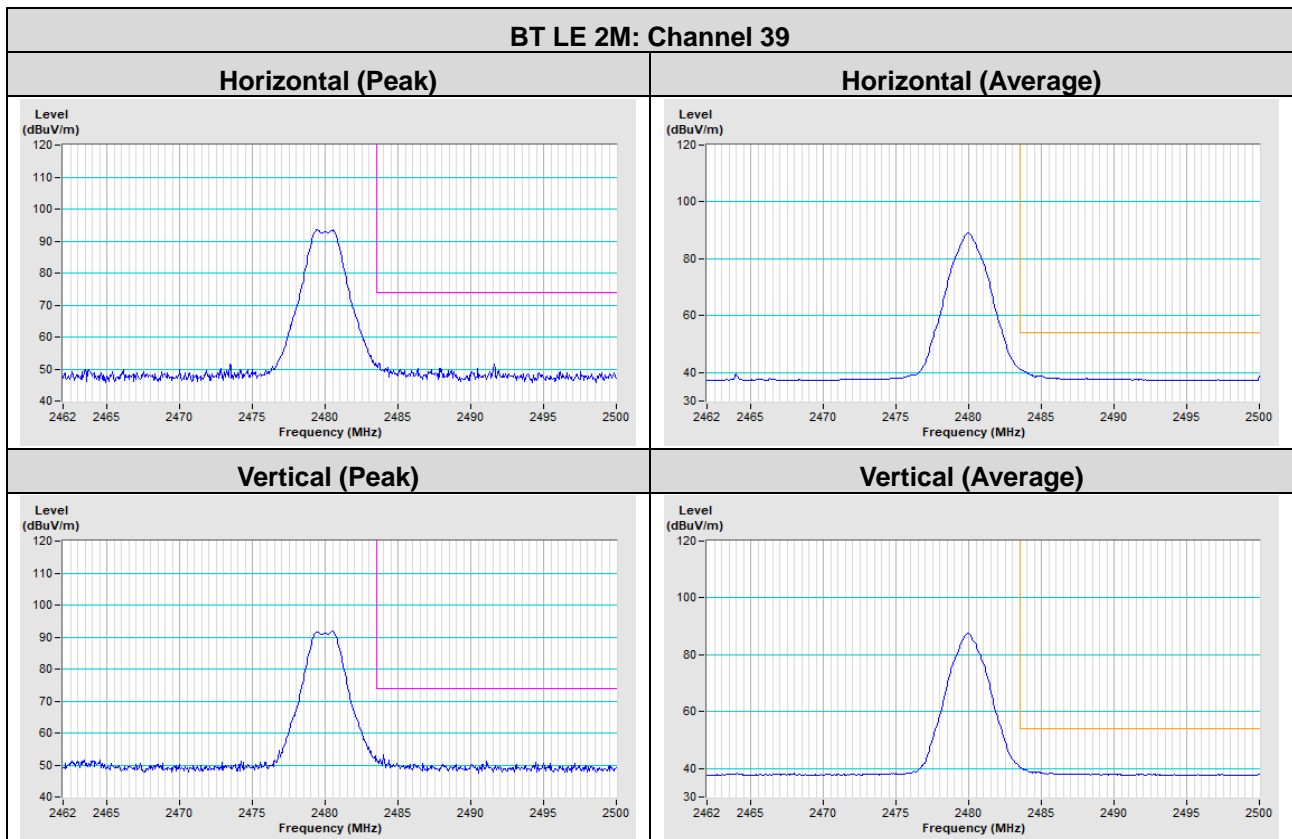 BT LE 2M: Channel 39
Horizontal (Peak)
Horizontal (Average)
Level
(dBuV/m)
120
110
100
90
80
70
60
50
40
2462 2465 2470 2475 2480 2485 2490 2495 2500
Frequency (MHz)
Level
(dBuV/m)
120
100
80
60
40
30
2462 2465 2470 2475 2480 2485 2490 2495 2500
Frequency (MHz)
Vertical (Peak)
Vertical (Average)
Level
(dBuV/m)
120
110
100
90
80
70
60
50
40
2462 2465 2470 2475 2480 2485 2490 2495 2500
Frequency (MHz)
Level
(dBuV/m)
120
100
80
60
40
30
2462 2465 2470 2475 2480 2485 2490 2495 2500
Frequency (MHz)